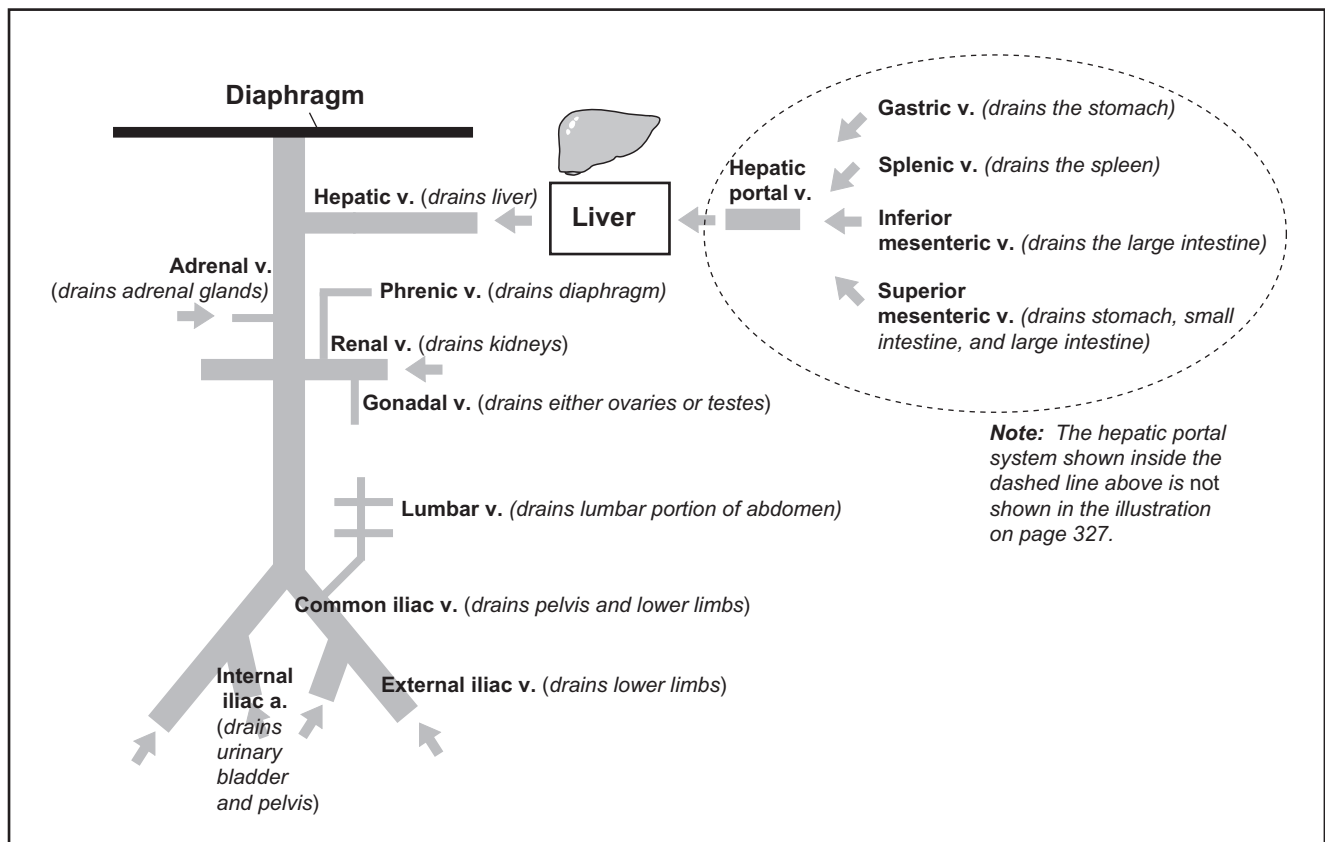 Diaphragm
Gastric v. (drains the stomach)
Splenic v. (drains the spleen)
Hepatic
portal v.
Hepatic v. (drains liver)
Liver
Inferior
mesenteric v. (drains the large intestine)
Adrenal v.
(drains adrenal glands)
Phrenic v. (drains diaphragm)
Superior
mesenteric v. (drains stomach, small
intestine, and large intestine)
Renal v. (drains kidneys)
Gonadal v. (drains either ovaries or testes)
Note: The hepatic portal
system shown inside the
dashed line above is not
shown in the illustration
on page 327.
Lumbar v. (drains lumbar portion of abdomen)
Common iliac v. (drains pelvis and lower limbs)
Internal
iliac a.
(drains
urinary
bladder
and pelvis)
External iliac v. (drains lower limbs)